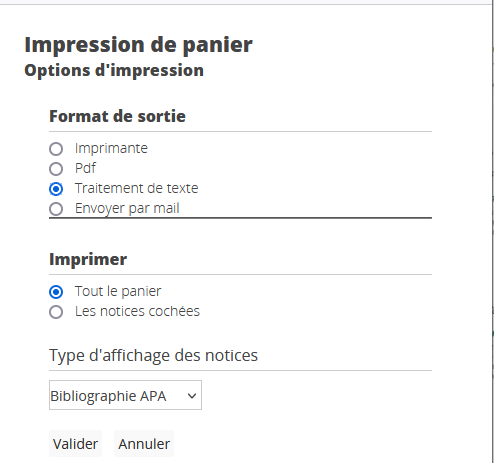 Impression de panier
Options d'impression
Format de sortie
Imprimante
Pdf
Traitement de texte
Envoyer par mail
Imprimer
Tout le panier
Les notices cochées
Type d'affichage des notices
Bibliographie APA
Valider Annuler